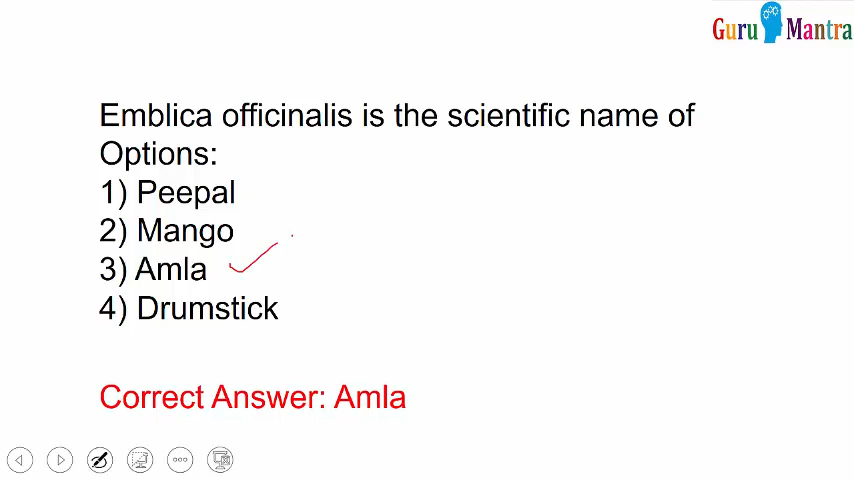 Guru Mantra
Emblica officinalis is the scientific name of
Options:
1) Peepal
2) Mango
3) Amla
4) Drumstick
Correct Answer: Amla